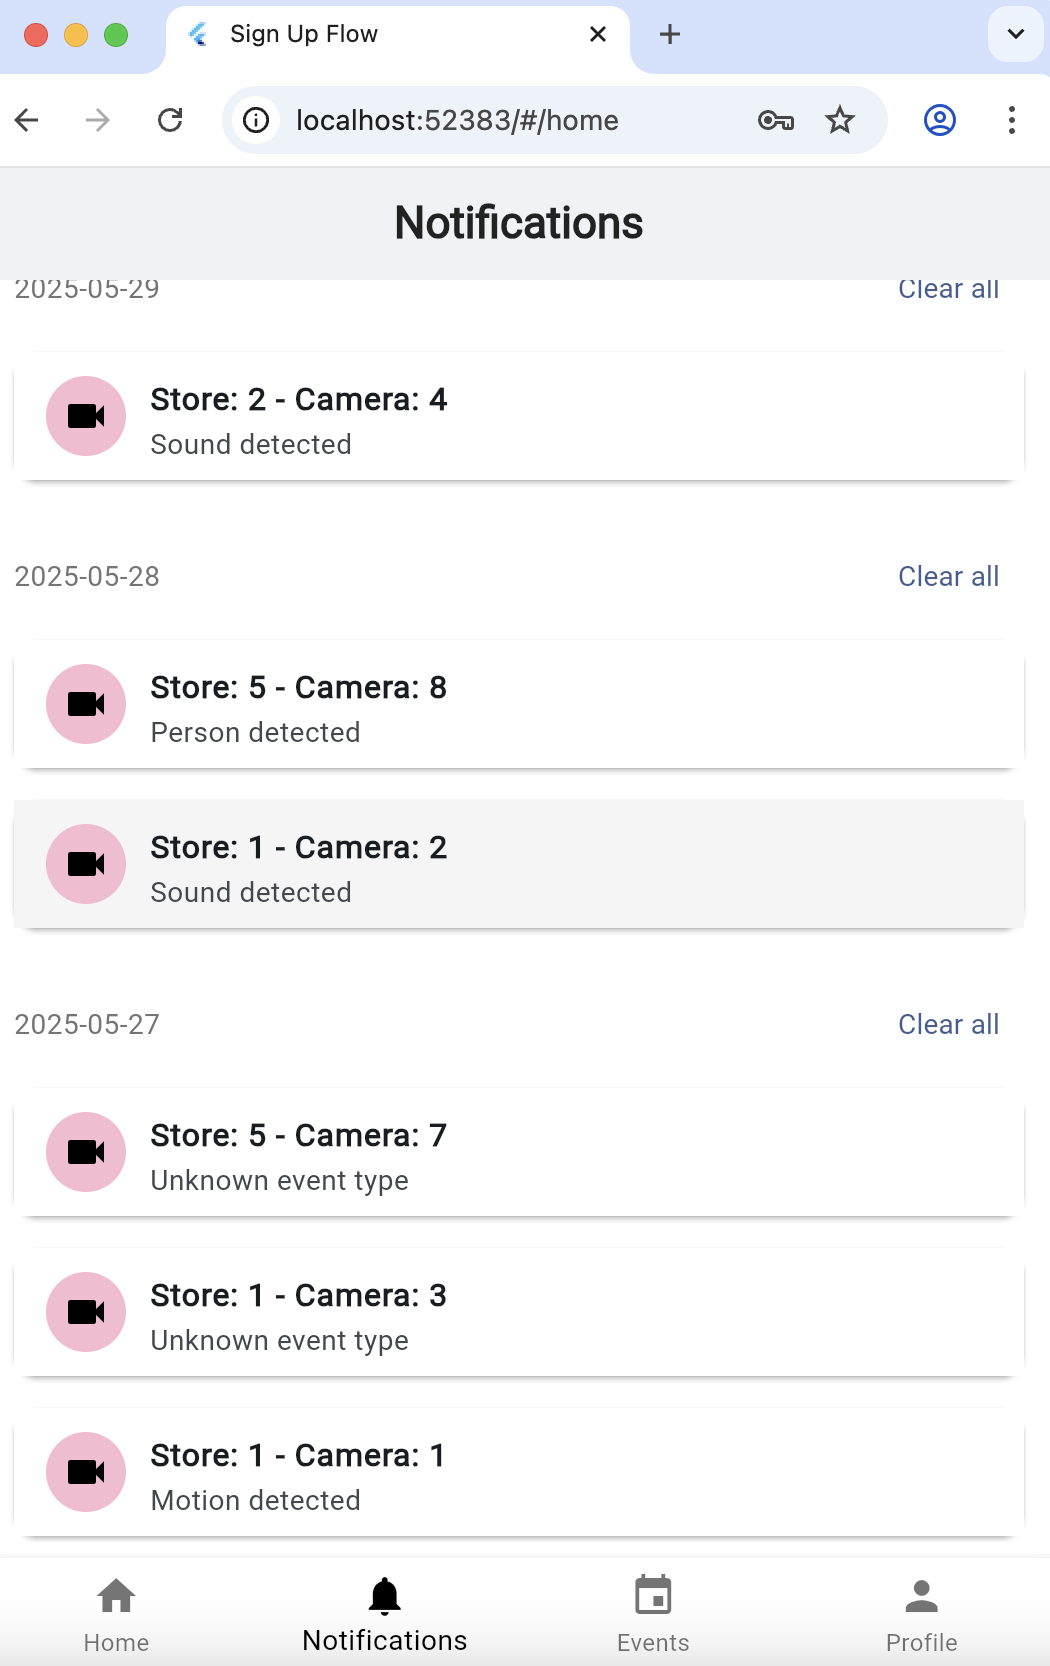 Sign Up Flow
localhost:52383/#/home
Notifications
2025-05-29 Clear all
Store: 2 - Camera: 4
Sound detected
2025-05-28 Clear all
Store: 5 - Camera: 8
Person detected
Store: 1 - Camera: 2
Sound detected
2025-05-27 Clear all
Store: 5 - Camera: 7
Unknown event type
Store: 1 - Camera: 3
Unknown event type
Store: 1 - Camera: 1
Motion detected
Home Notifications Events Profile